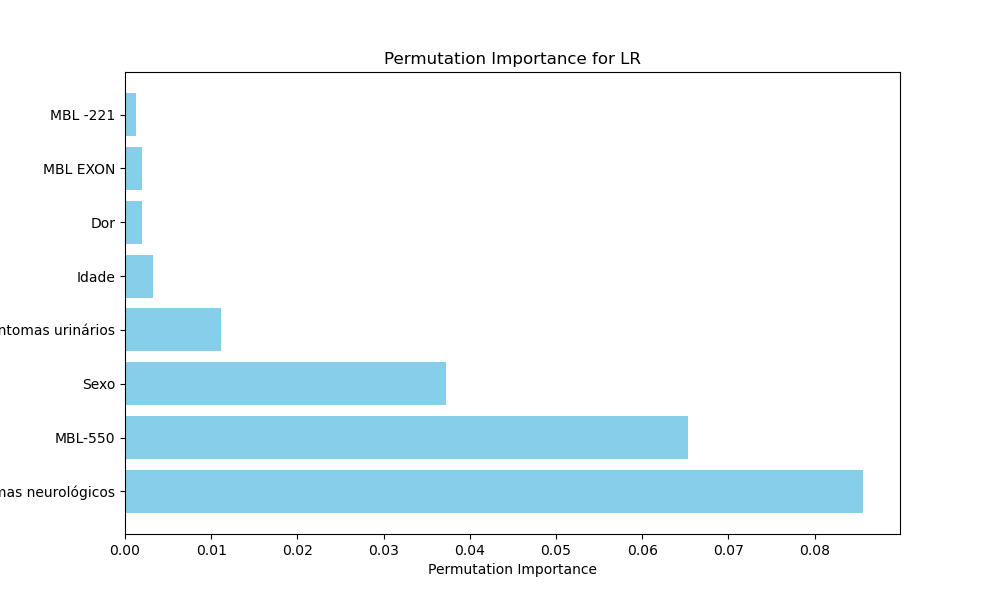 Permutation Importance for LR
MBL -221
MBL EXON
Dor
Idade
ntomas urinários
Sexo
MBL-550
mas neurológicos
0.00 0.01 0.02 0.03 0.04 0.05 0.06 0.07 0.08
Permutation Importance